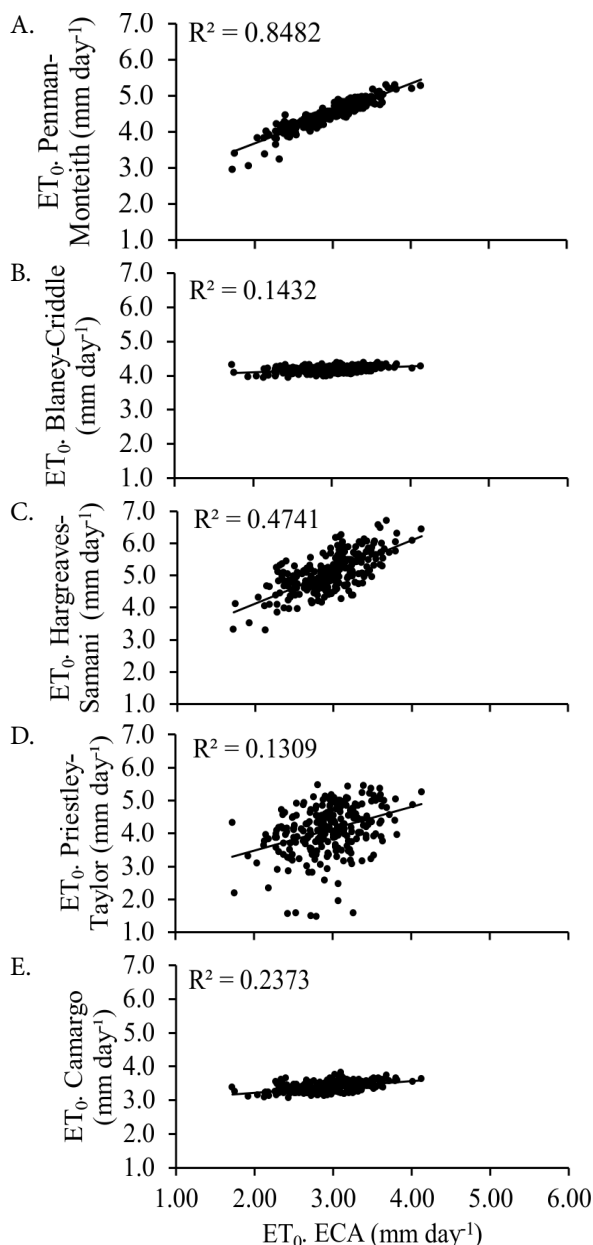 A.
R² = 0.8482
ET₀. Penman-
Monteith (mm day⁻¹)
7.0
6.0
5.0
4.0
3.0
2.0
1.0
B.
R² = 0.1432
ET₀. Blaney-Criddle
(mm day⁻¹)
7.0
6.0
5.0
4.0
3.0
2.0
1.0
C.
R² = 0.4741
ET₀. Hargreaves-
Samani (mm day⁻¹)
7.0
6.0
5.0
4.0
3.0
2.0
1.0
D.
R² = 0.1309
ET₀. Priestley-
Taylor (mm day⁻¹)
7.0
6.0
5.0
4.0
3.0
2.0
1.0
E.
R² = 0.2373
ET₀. Camargo
(mm day⁻¹)
7.0
6.0
5.0
4.0
3.0
2.0
1.0
1.00 2.00 3.00 4.00 5.00 6.00
ET₀. ECA (mm day⁻¹)